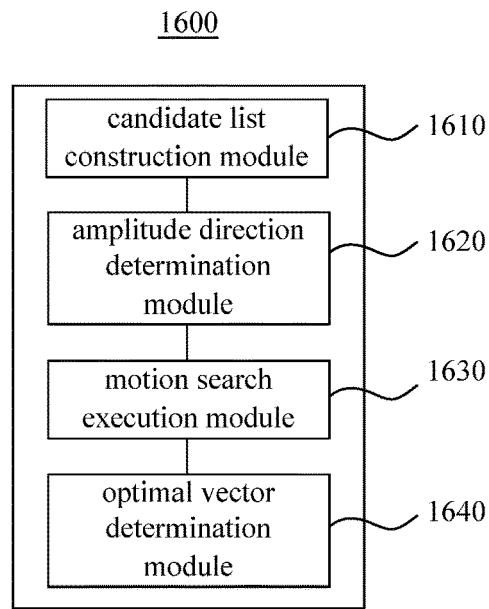 1600
candidate list
construction module
1610
amplitude direction
determination
module
1620
motion search
execution module
1630
optimal vector
determination
module
1640